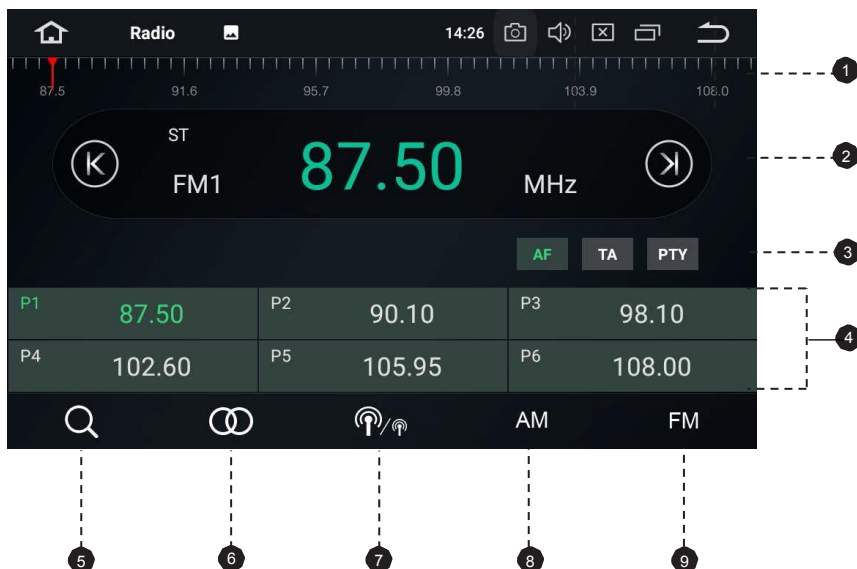 Radio 14:26
1
87.5 91.6 95.7 99.8 103.9 108.0
ST
2
FM1 87.50 MHz
AF TA PTY 3
P1 87.50 P2 90.10 P3 98.10
4
P4 102.60 P5 105.95 P6 108.00
AM FM
5 6 7 8 9